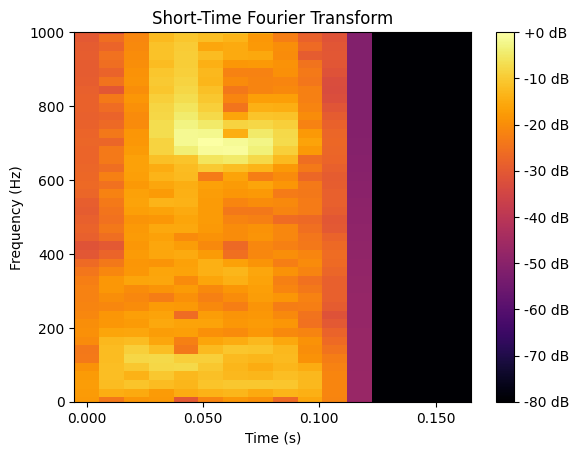 Short-Time Fourier Transform
1000
800
600
400
200
0
Frequency (Hz)
0.000
0.050
0.100
0.150
Time (s)
+0 dB
-10 dB
-20 dB
-30 dB
-40 dB
-50 dB
-60 dB
-70 dB
-80 dB